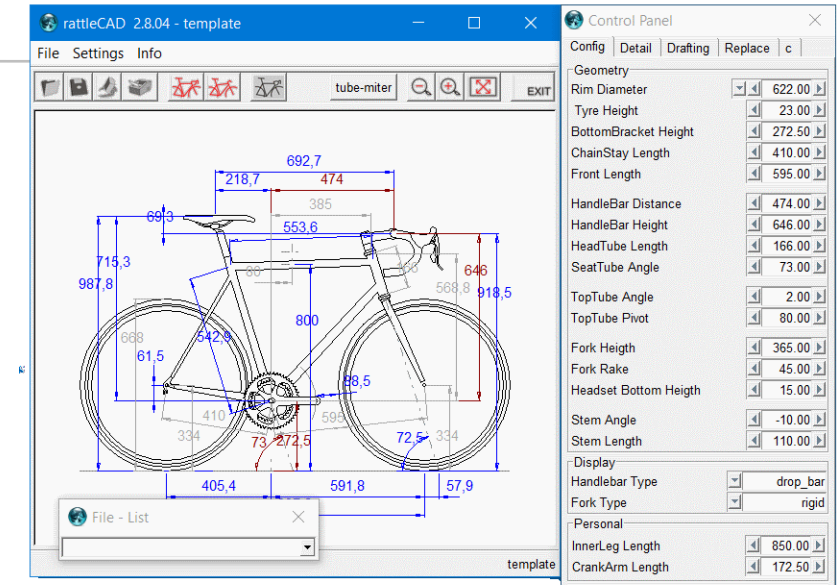 rattleCAD 2.8.04 - template
File Settings Info
tube-miter
EXIT
692,7
218,7 474
385
69,3
553,6
715,3
987,8
80
646
568,8
918,5
668
800
542,9
61,5
88,5
410
595
334
73
272,5
72,5
334
405,4
591,8
57,9
File - List
template
Control Panel
Config Detail Drafting Replace c
Geometry
Rim Diameter 622.00
Tyre Height 23.00
BottomBracket Height 272.50
ChainStay Length 410.00
Front Length 595.00
HandleBar Distance 474.00
HandleBar Height 646.00
HeadTube Length 166.00
SeatTube Angle 73.00
TopTube Angle 2.00
TopTube Pivot 80.00
Fork Heigth 365.00
Fork Rake 45.00
Headset Bottom Heigth 15.00
Stem Angle -10.00
Stem Length 110.00
Display
Handlebar Type drop_bar
Fork Type rigid
Personal
InnerLeg Length 850.00
CrankArm Length 172.50